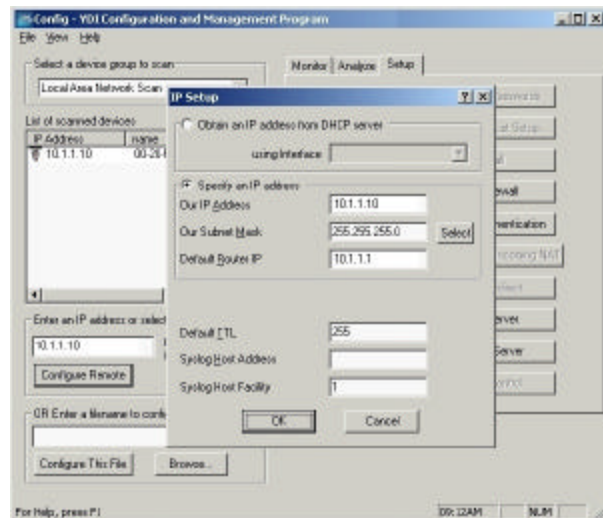 Config - YDI Configuration and Management Program
File View Help
Select a device group to scan
Local Area Network Scan
Monitor Analyze Setup
List of scanned devices
IP Address name
10.1.1.10
Enter an IP address or select
10.1.1.10
Configure Remote
OR Enter a filename to
Configure This File
Browse...
IP Setup
Obtain an IP address from DHCP server
using Interface
Specify an IP address
Our IP Address 10.1.1.10
Our Subnet Mask 255.255.255.0 Select
Default Router IP 10.1.1.1
Default TTL 255
Syslog Host Address
Syslog Host Facility 1
OK Cancel
For Help, press F1
09:12AM NUM